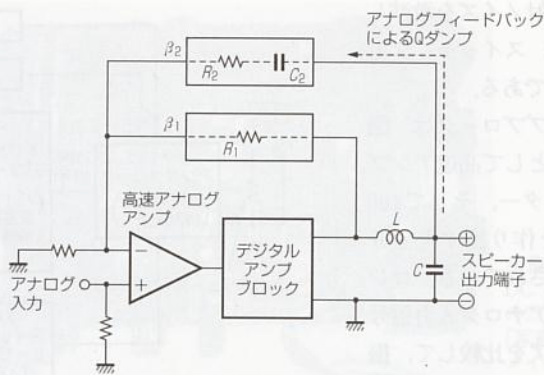 アナログフィードバック
によるQダンプ
β2
R2
C2
β1
R1
高速アナログ
アンプ
L
デジタル
アンプ
ブロック
−
+
アナログ
入力
C
⊕
スピーカー
出力端子
⊖